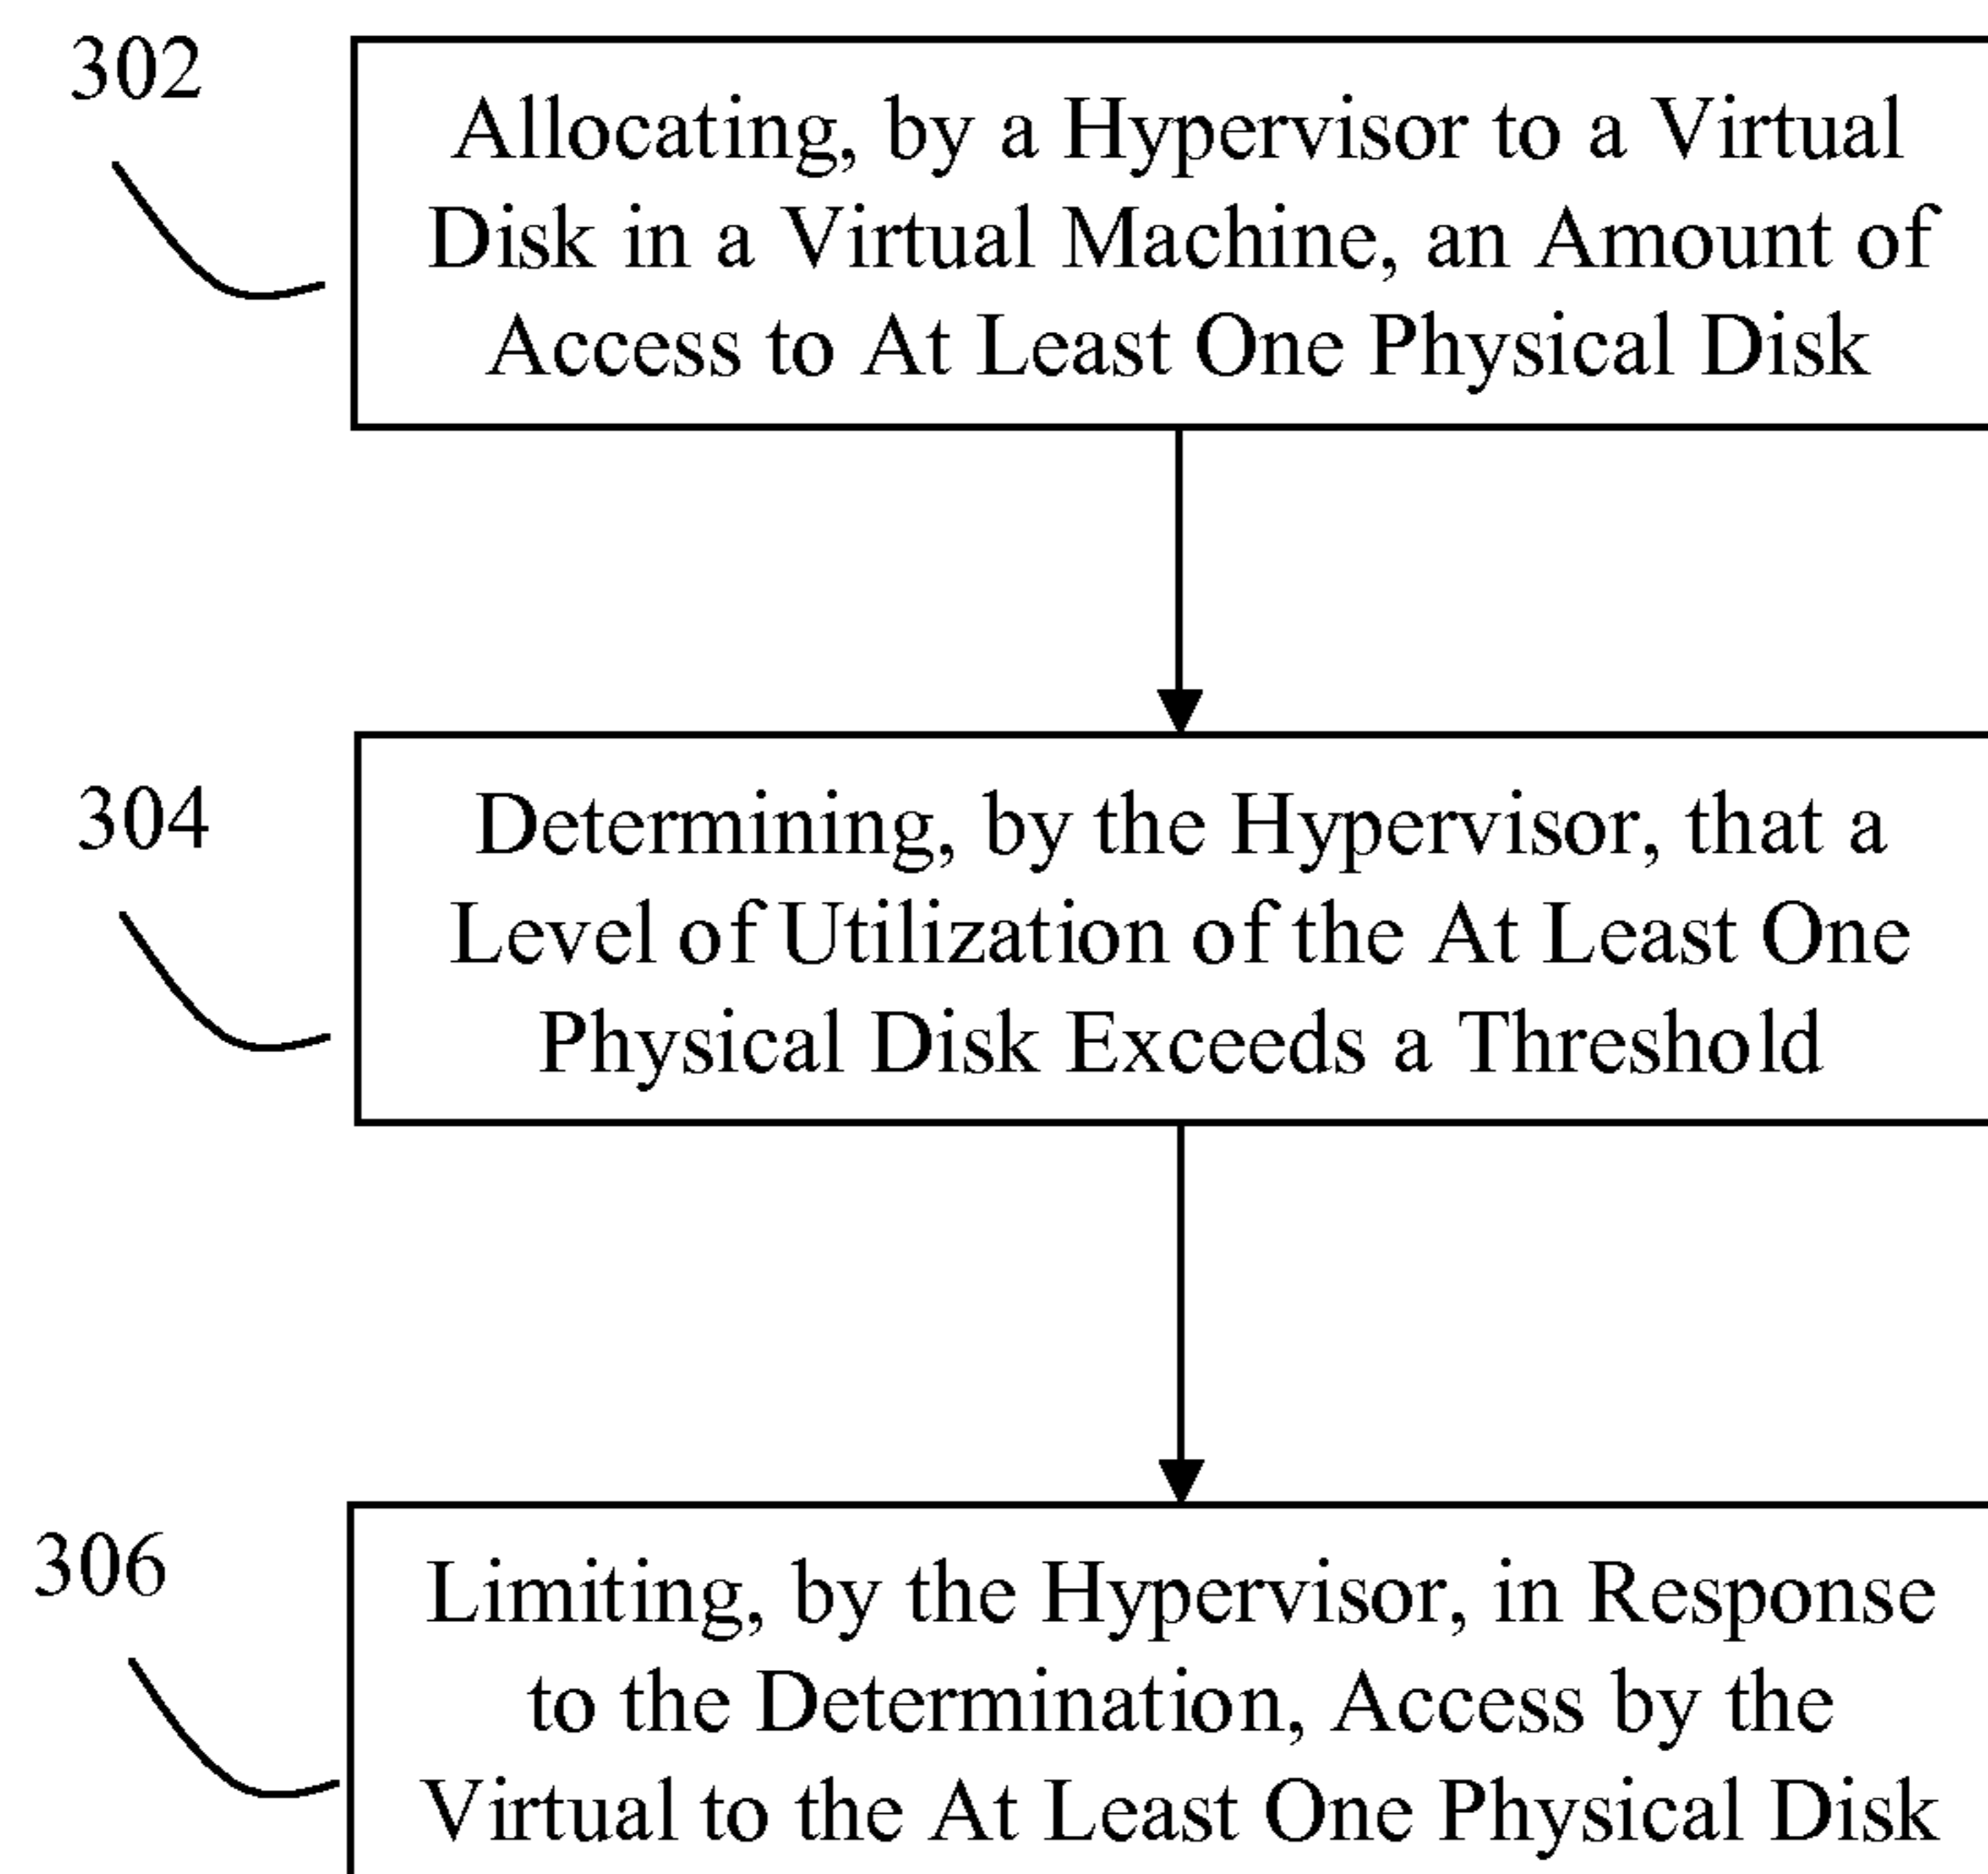 302
Allocating, by a Hypervisor to a Virtual
Disk in a Virtual Machine, an Amount of
Access to At Least One Physical Disk
304
Determining, by the Hypervisor, that a
Level of Utilization of the At Least One
Physical Disk Exceeds a Threshold
306
Limiting, by the Hypervisor, in Response
to the Determination, Access by the
Virtual to the At Least One Physical Disk